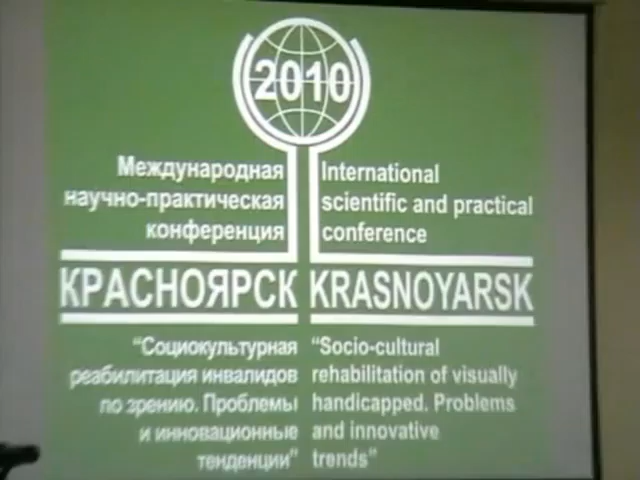 2010
Международная
научно-практическая
конференция
International
scientific and practical
conference
КРАСНОЯРСК
KRASNOYARSK
“Социокультурная
реабилитация инвалидов
по зрению. Проблемы
и инновационные
тенденции”
“Socio-cultural
rehabilitation of visually
handicapped. Problems
and innovative
trends”